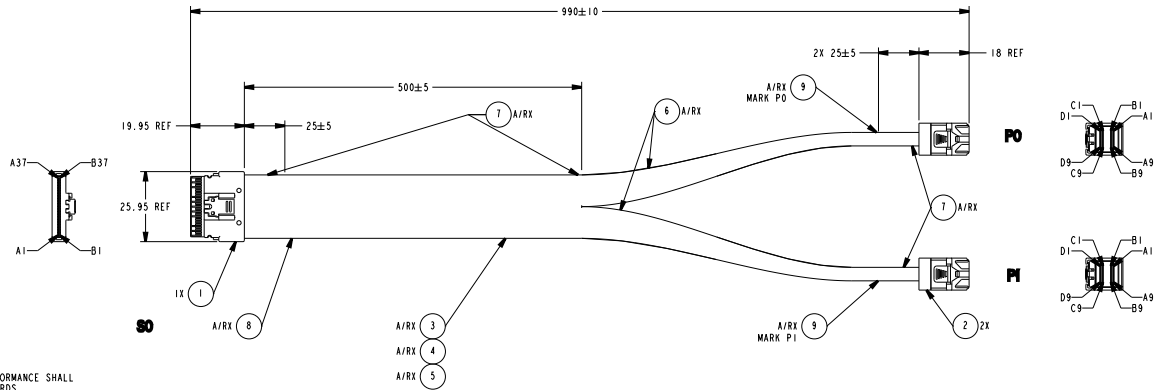 990±10
2X 25±5
18 REF
A/RX 9
MARK P0
500±5
7 A/RX
6 A/RX
19.95 REF
25±5
C1
D1
B1
A1
P0
A37
B37
D9
C9
A9
B9
25.95 REF
7 A/RX
C1
D1
B1
A1
A1
B1
P1
1X 1
D9
C9
A9
B9
S0
A/RX 8
A/RX 3
A/RX 9
MARK P1
2 2X
A/RX 4
A/RX 5
ORMANCE SHALL
RDS